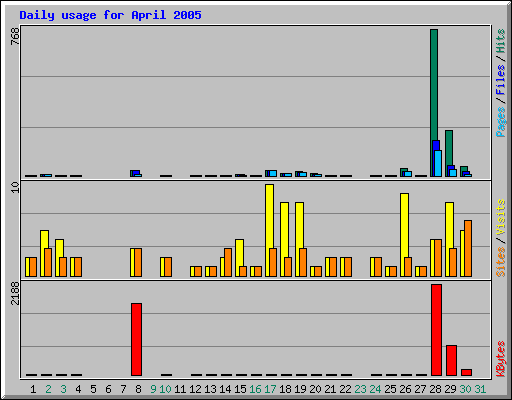 Daily usage for April 2005
768
Pages / Files / Hits
10
Sites / Visits
2188
KBytes
1 2 3 4 5 6 7 8 9 10 11 12 13 14 15 16 17 18 19 20 21 22 23 24 25 26 27 28 29 30 31